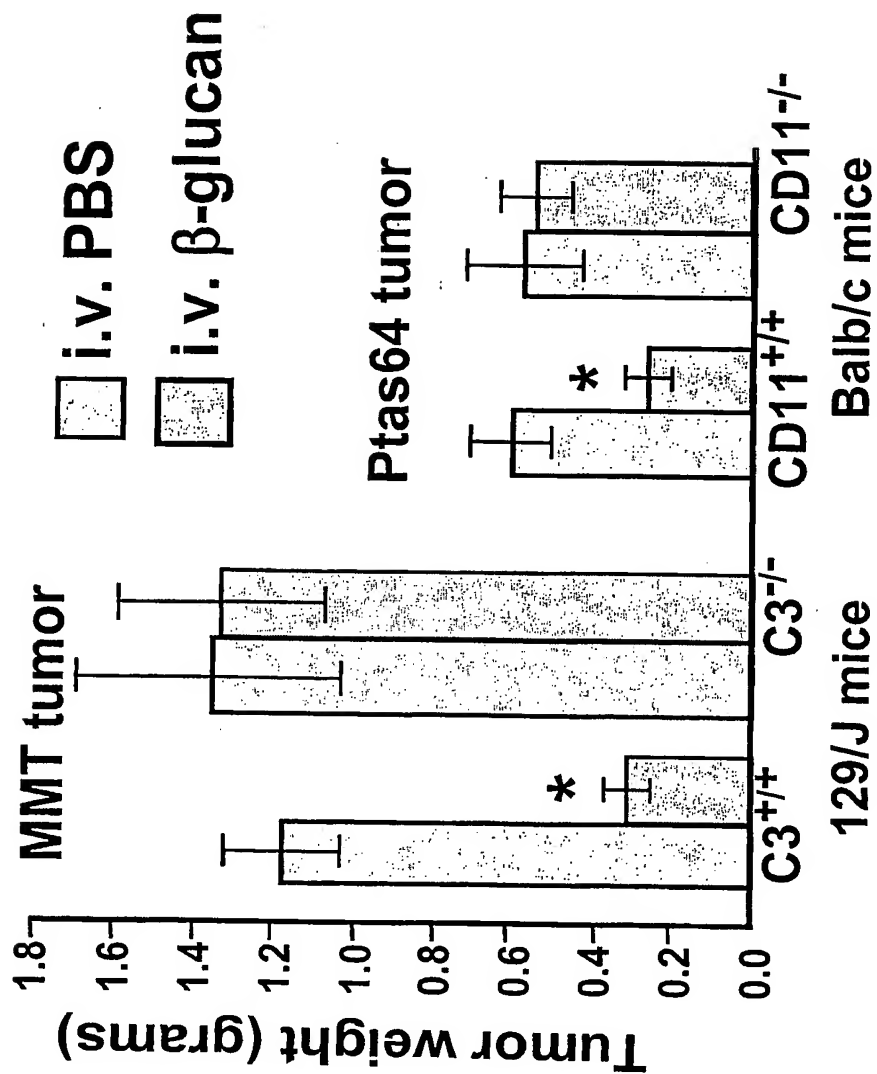 MMT tumor
i.v. PBS
i.v. β-glucan
Ptas64 tumor
Tumor weight (grams)
1.8
1.6
1.4
1.2
1.0
0.8
0.6
0.4
0.2
0.0
*
*
C3+/+
C3-/-
CD11+/+
CD11-/-
129/J mice
Balb/c mice